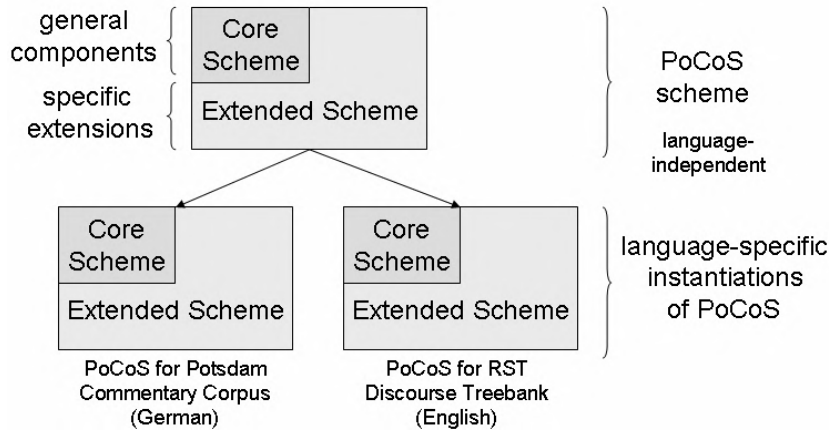 general
components
specific
extensions
Core
Scheme
Extended Scheme
PoCoS
scheme
language-
independent
Core
Scheme
Extended Scheme
PoCoS for Potsdam
Commentary Corpus
(German)
Core
Scheme
Extended Scheme
PoCoS for RST
Discourse Treebank
(English)
language-specific
instantiations
of PoCoS